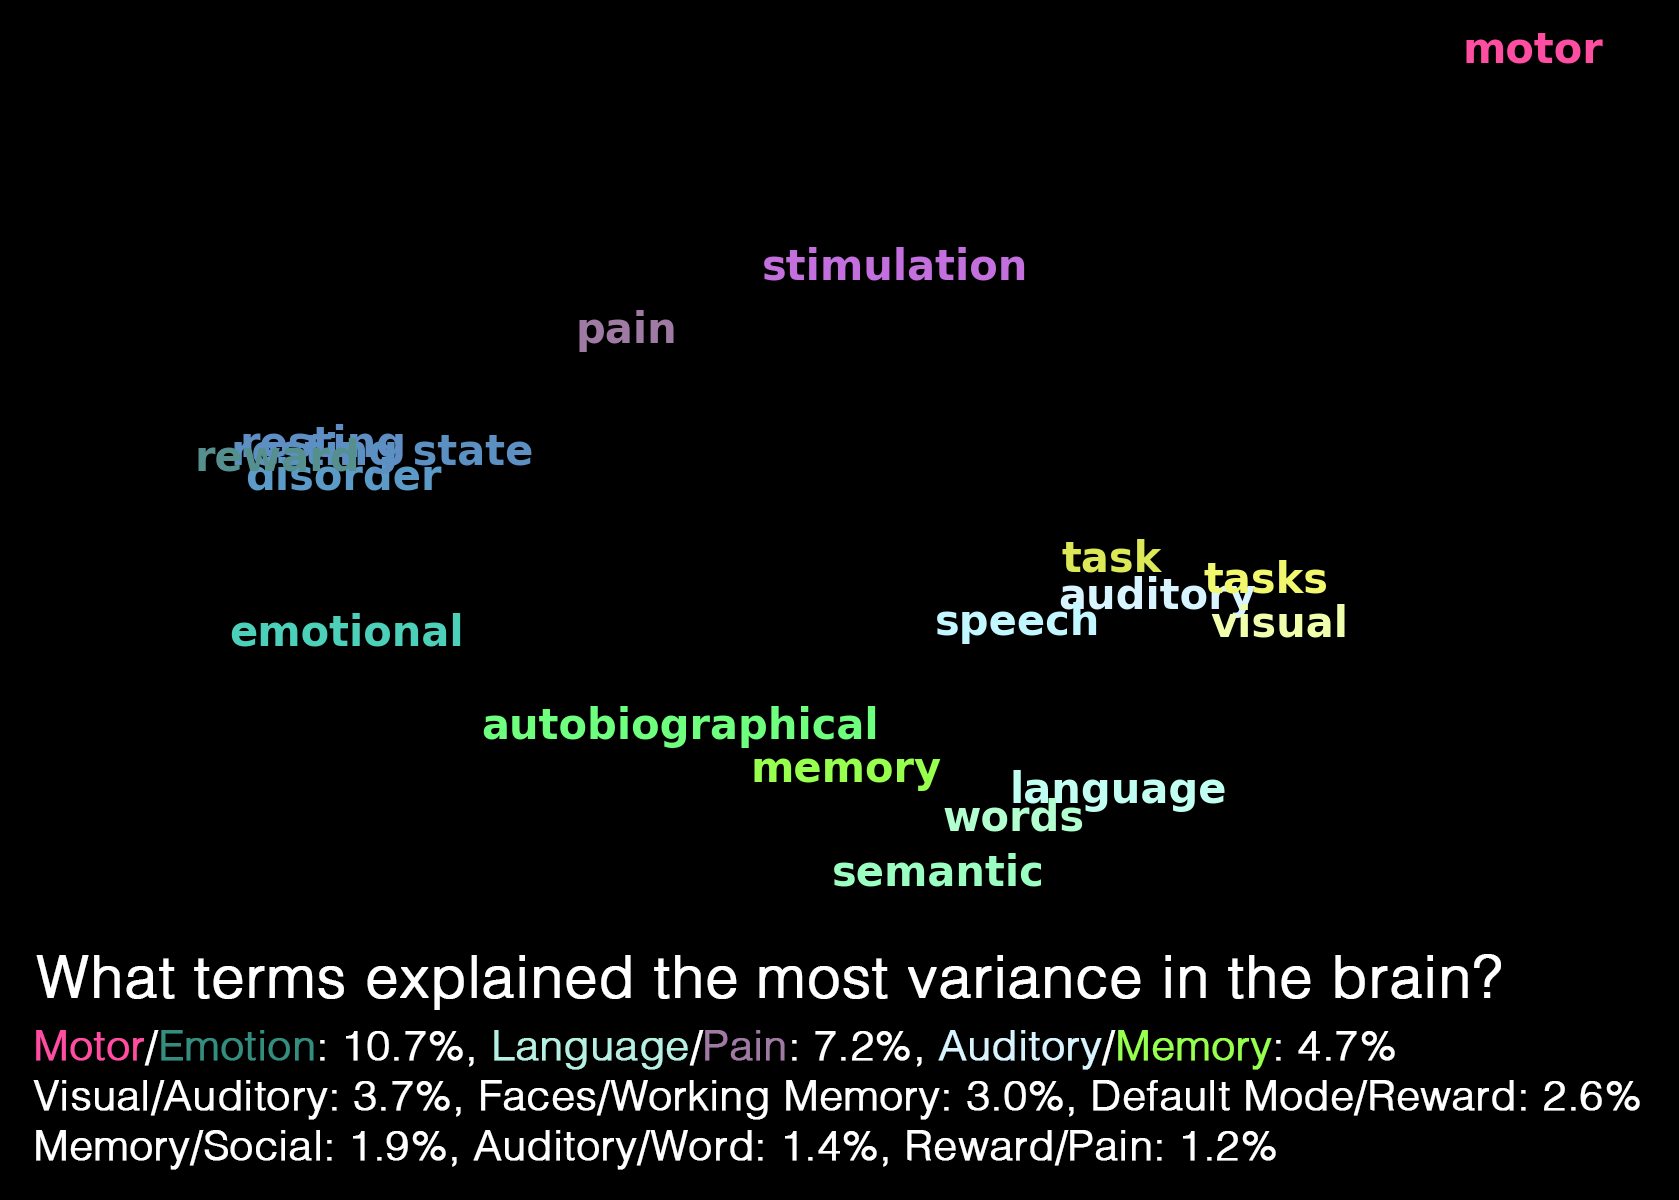 motor
stimulation
pain
resting
resting state
reward
disorder
task
tasks
auditory
speech
visual
emotional
autobiographical
memory
language
words
semantic
What terms explained the most variance in the brain?
Motor/Emotion: 10.7%, Language/Pain: 7.2%, Auditory/Memory: 4.7%
Visual/Auditory: 3.7%, Faces/Working Memory: 3.0%, Default Mode/Reward: 2.6%
Memory/Social: 1.9%, Auditory/Word: 1.4%, Reward/Pain: 1.2%